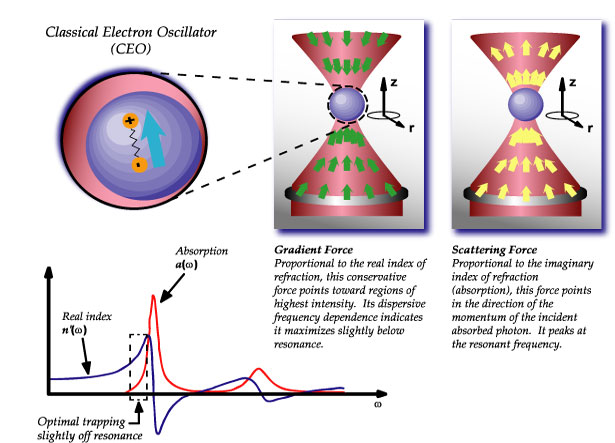 Classical Electron Oscillator
(CEO)
+
-
z
r
z
r
Gradient Force
Proportional to the real index of
refraction, this conservative
force points toward regions of
highest intensity. Its dispersive
frequency dependence indicates
it maximizes slightly below
resonance.
Scattering Force
Proportional to the imaginary
index of refraction
(absorption), this force points
in the direction of the
momentum of the incident
absorbed photon. It peaks at
the resonant frequency.
Absorption
a(ω)
Real index
n'(ω)
ω
Optimal trapping
slightly off resonance